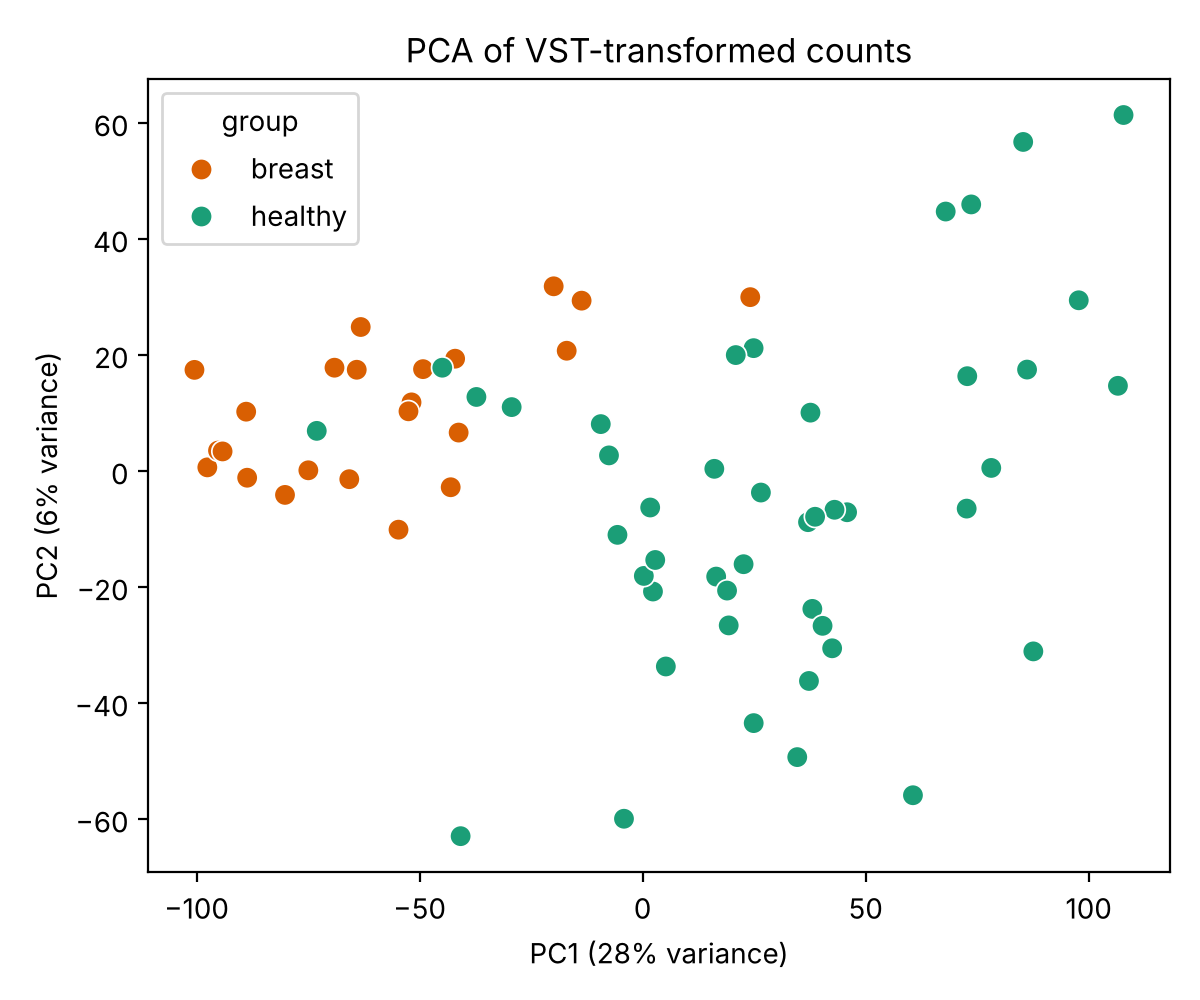 PCA of VST-transformed counts
group
breast
healthy
60
40
20
0
−20
−40
−60
PC2 (6% variance)
−100
−50
0
50
100
PC1 (28% variance)